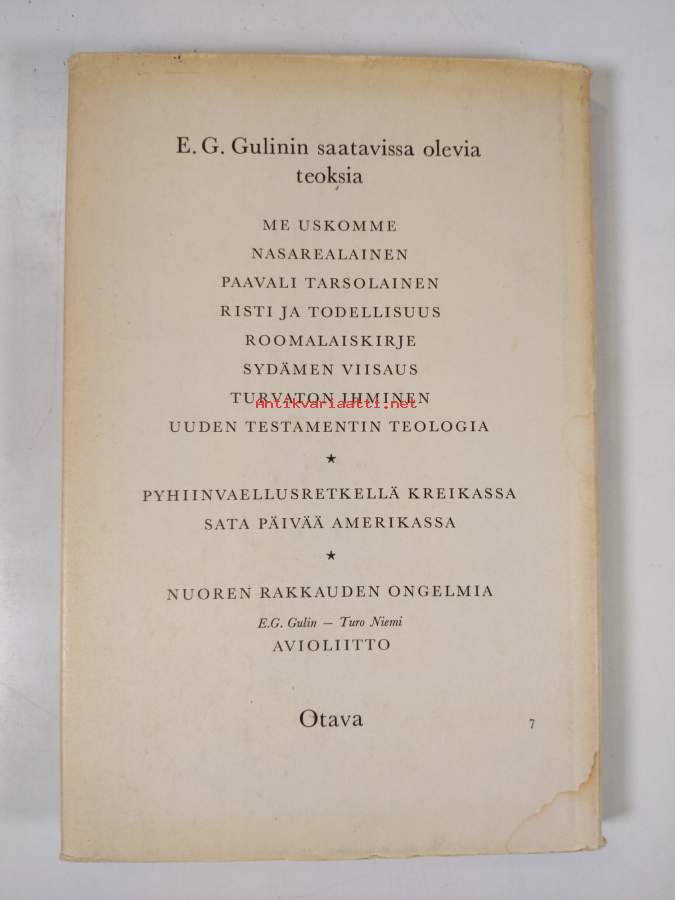 E. G. Gulinin saatavissa olevia
teoksia
ME USKOMME
NASAREALAINEN
PAAVALI TARSOLAINEN
RISTI JA TODELLISUUS
ROOMALAISKIRJE
SYDÄMEN VIISAUS
TURVATON IHMINEN
Antikvariaatti.net
UUDEN TESTAMENTIN TEOLOGIA
★
PYHIINVAELLUSRETKELLÄ KREIKASSA
SATA PÄIVÄÄ AMERIKASSA
★
NUOREN RAKKAUDEN ONGELMIA
E.G. Gulin — Turo Niemi
AVIOLIITTO
Otava 7